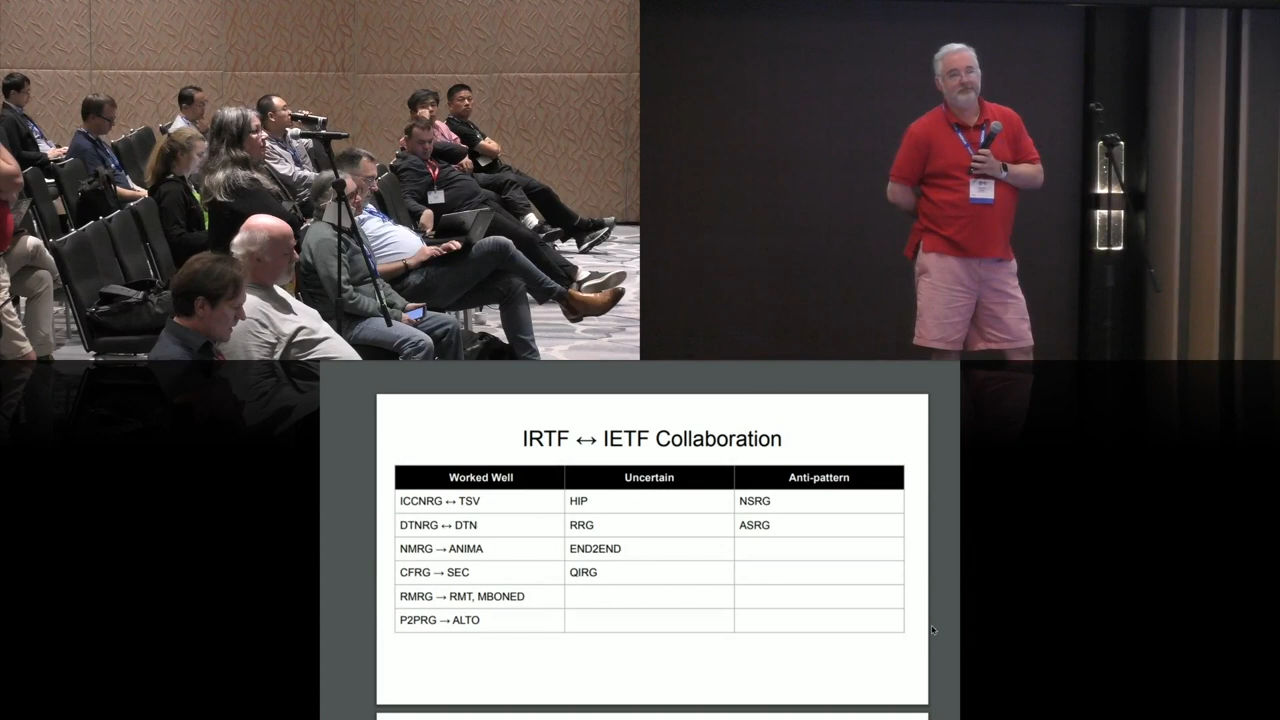 IRTF ↔ IETF Collaboration
Worked Well Uncertain Anti-pattern
ICCNRG ↔ TSV HIP NSRG
DTNRG ↔ DTN RRG ASRG
NMRG → ANIMA END2END
CFRG → SEC QIRG
RMRG → RMT, MBONED
P2PRG → ALTO